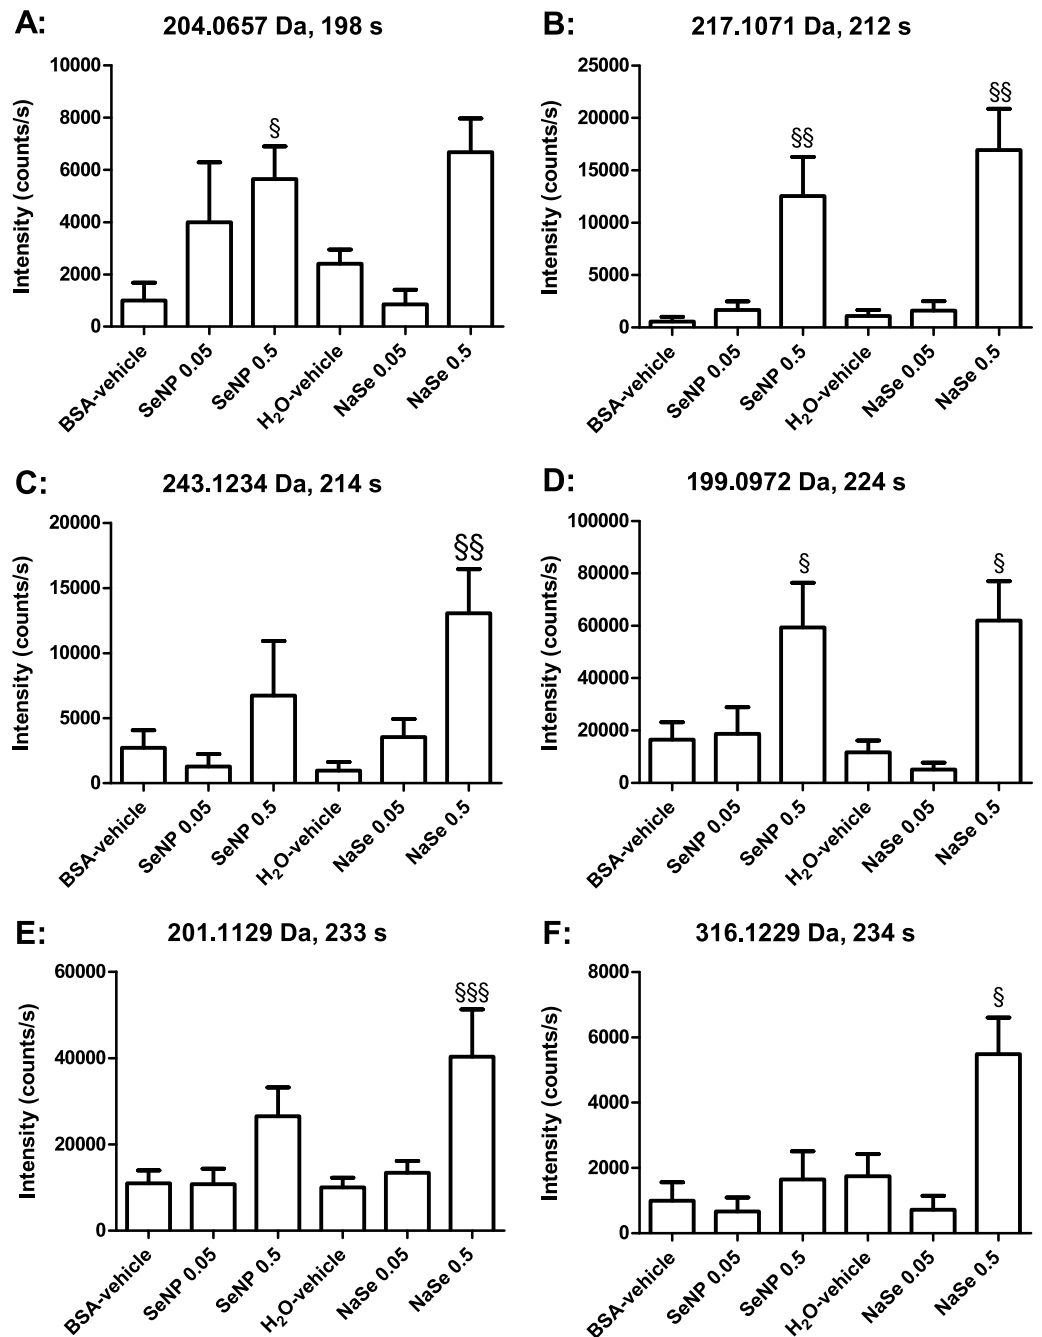 A: 204.0657 Da, 198 s
Intensity (counts/s)
10000
8000
6000
4000
2000
0
§
BSA-vehicle
SeNP 0.05
SeNP 0.5
H₂O-vehicle
NaSe 0.05
NaSe 0.5
B: 217.1071 Da, 212 s
Intensity (counts/s)
25000
20000
15000
10000
5000
0
§§
§§
BSA-vehicle
SeNP 0.05
SeNP 0.5
H₂O-vehicle
NaSe 0.05
NaSe 0.5
C: 243.1234 Da, 214 s
Intensity (counts/s)
20000
15000
10000
5000
0
§§
BSA-vehicle
SeNP 0.05
SeNP 0.5
H₂O-vehicle
NaSe 0.05
NaSe 0.5
D: 199.0972 Da, 224 s
Intensity (counts/s)
100000
80000
60000
40000
20000
0
§
§
BSA-vehicle
SeNP 0.05
SeNP 0.5
H₂O-vehicle
NaSe 0.05
NaSe 0.5
E: 201.1129 Da, 233 s
Intensity (counts/s)
60000
40000
20000
0
§§§
BSA-vehicle
SeNP 0.05
SeNP 0.5
H₂O-vehicle
NaSe 0.05
NaSe 0.5
F: 316.1229 Da, 234 s
Intensity (counts/s)
8000
6000
4000
2000
0
§
BSA-vehicle
SeNP 0.05
SeNP 0.5
H₂O-vehicle
NaSe 0.05
NaSe 0.5